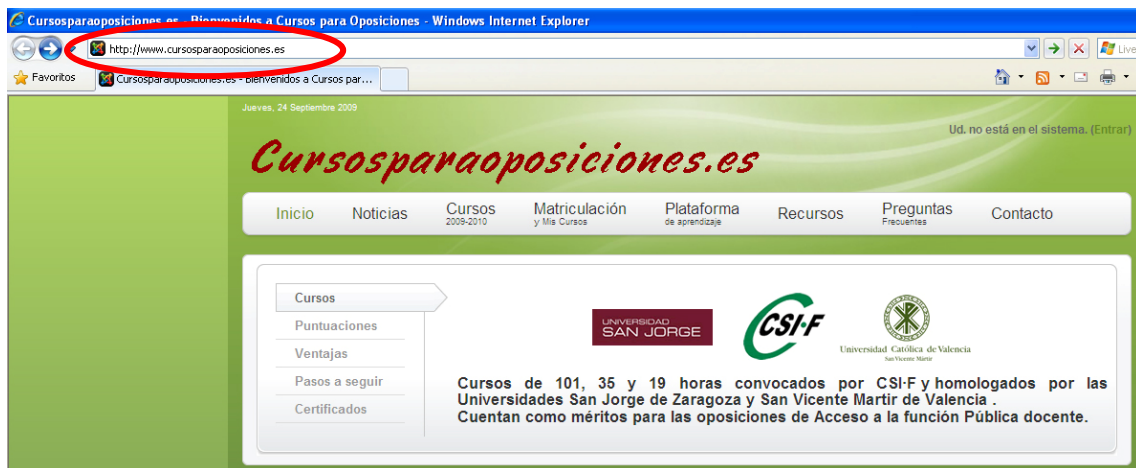 Cursosparaoposiciones.es - Bienvenidos a Cursos para Oposiciones - Windows Internet Explorer
http://www.cursosparaoposiciones.es
Live
Favoritos
Cursosparaoposiciones.es - Bienvenidos a Cursos par...
Jueves, 24 Septiembre 2009
Ud. no está en el sistema. (Entrar)
Cursosparaoposiciones.es
Inicio Noticias Cursos Matriculación Plataforma Recursos Preguntas Contacto
2009-2010 y Mis Cursos de aprendizaje Frecuentes
Cursos
Puntuaciones
Ventajas
Pasos a seguir
Certificados
UNIVERSIDAD
SAN JORGE
CSI·F
Universidad Católica de Valencia
San Vicente Mártir
Cursos de 101, 35 y 19 horas convocados por CSI·F y homologados por las
Universidades San Jorge de Zaragoza y San Vicente Martir de Valencia .
Cuentan como méritos para las oposiciones de Acceso a la función Pública docente.